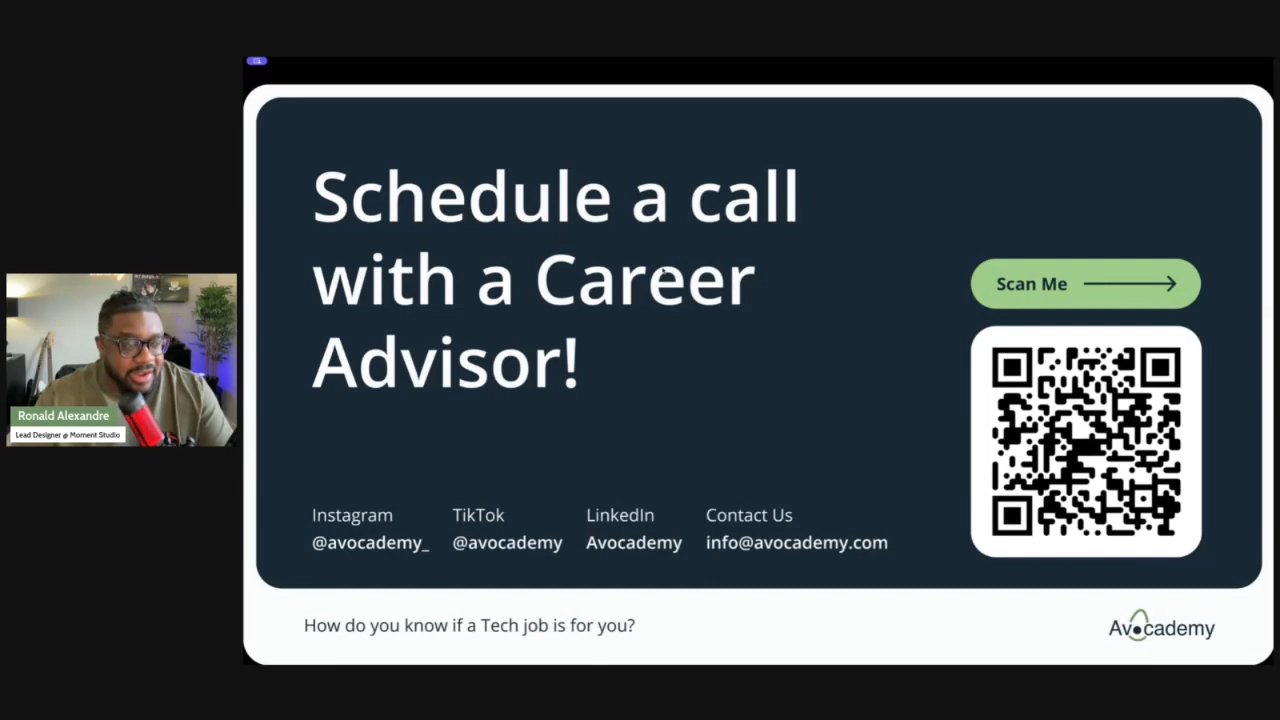 Schedule a call
with a Career
Advisor!
Scan Me
Instagram
@avocademy_
TikTok
@avocademy
LinkedIn
Avocademy
Contact Us
info@avocademy.com
How do you know if a Tech job is for you?
Avocademy
Ronald Alexandre
Lead Designer @ Moment Studio